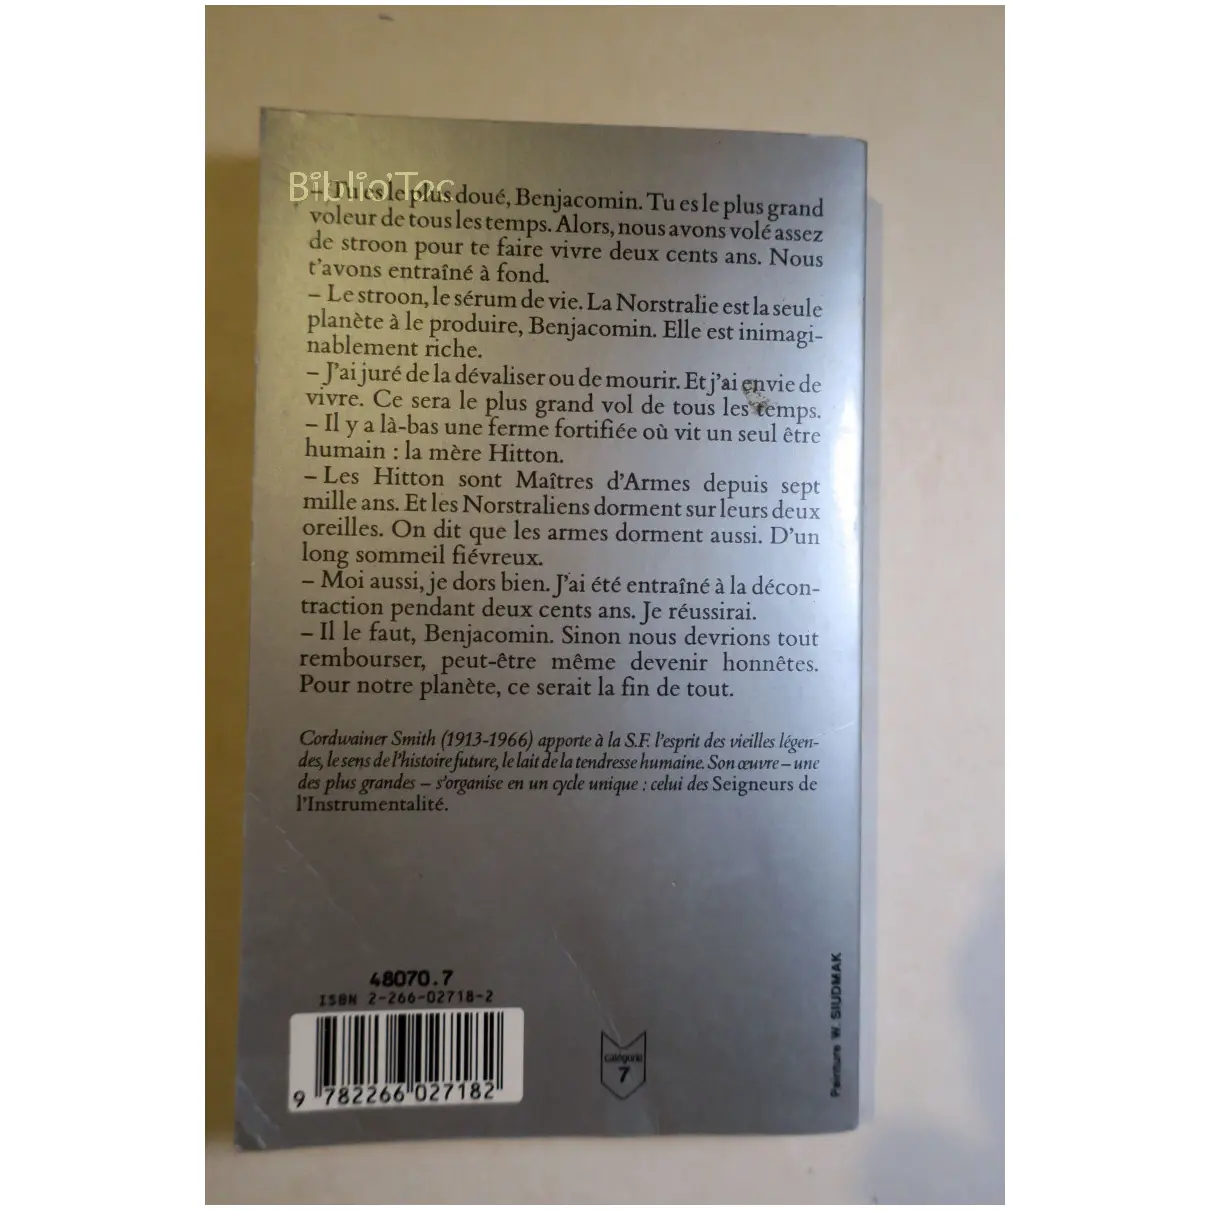 Biblio'Toc
– Tu es le plus doué, Benjacomin. Tu es le plus grand
voleur de tous les temps. Alors, nous avons volé assez
de stroon pour te faire vivre deux cents ans. Nous
t'avons entraîné à fond.
– Le stroon, le sérum de vie. La Norstralie est la seule
planète à le produire, Benjacomin. Elle est inimagi-
nablement riche.
– J'ai juré de la dévaliser ou de mourir. Et j'ai envie de
vivre. Ce sera le plus grand vol de tous les temps.
– Il y a là-bas une ferme fortifiée où vit un seul être
humain : la mère Hitton.
– Les Hitton sont Maîtres d'Armes depuis sept
mille ans. Et les Norstraliens dorment sur leurs deux
oreilles. On dit que les armes dorment aussi. D'un
long sommeil fiévreux.
– Moi aussi, je dors bien. J'ai été entraîné à la décon-
traction pendant deux cents ans. Je réussirai.
– Il le faut, Benjacomin. Sinon nous devrions tout
rembourser, peut-être même devenir honnêtes.
Pour notre planète, ce serait la fin de tout.
Cordwainer Smith (1913-1966) apporte à la S.F. l'esprit des vieilles légen-
des, le sens de l'histoire future, le lait de la tendresse humaine. Son œuvre – une
des plus grandes – s'organise en un cycle unique : celui des Seigneurs de
l'Instrumentalité.
48070.7
ISBN 2-266-02718-2
9 782266 027182
catégorie
7
Peinture W. SIUDMAK